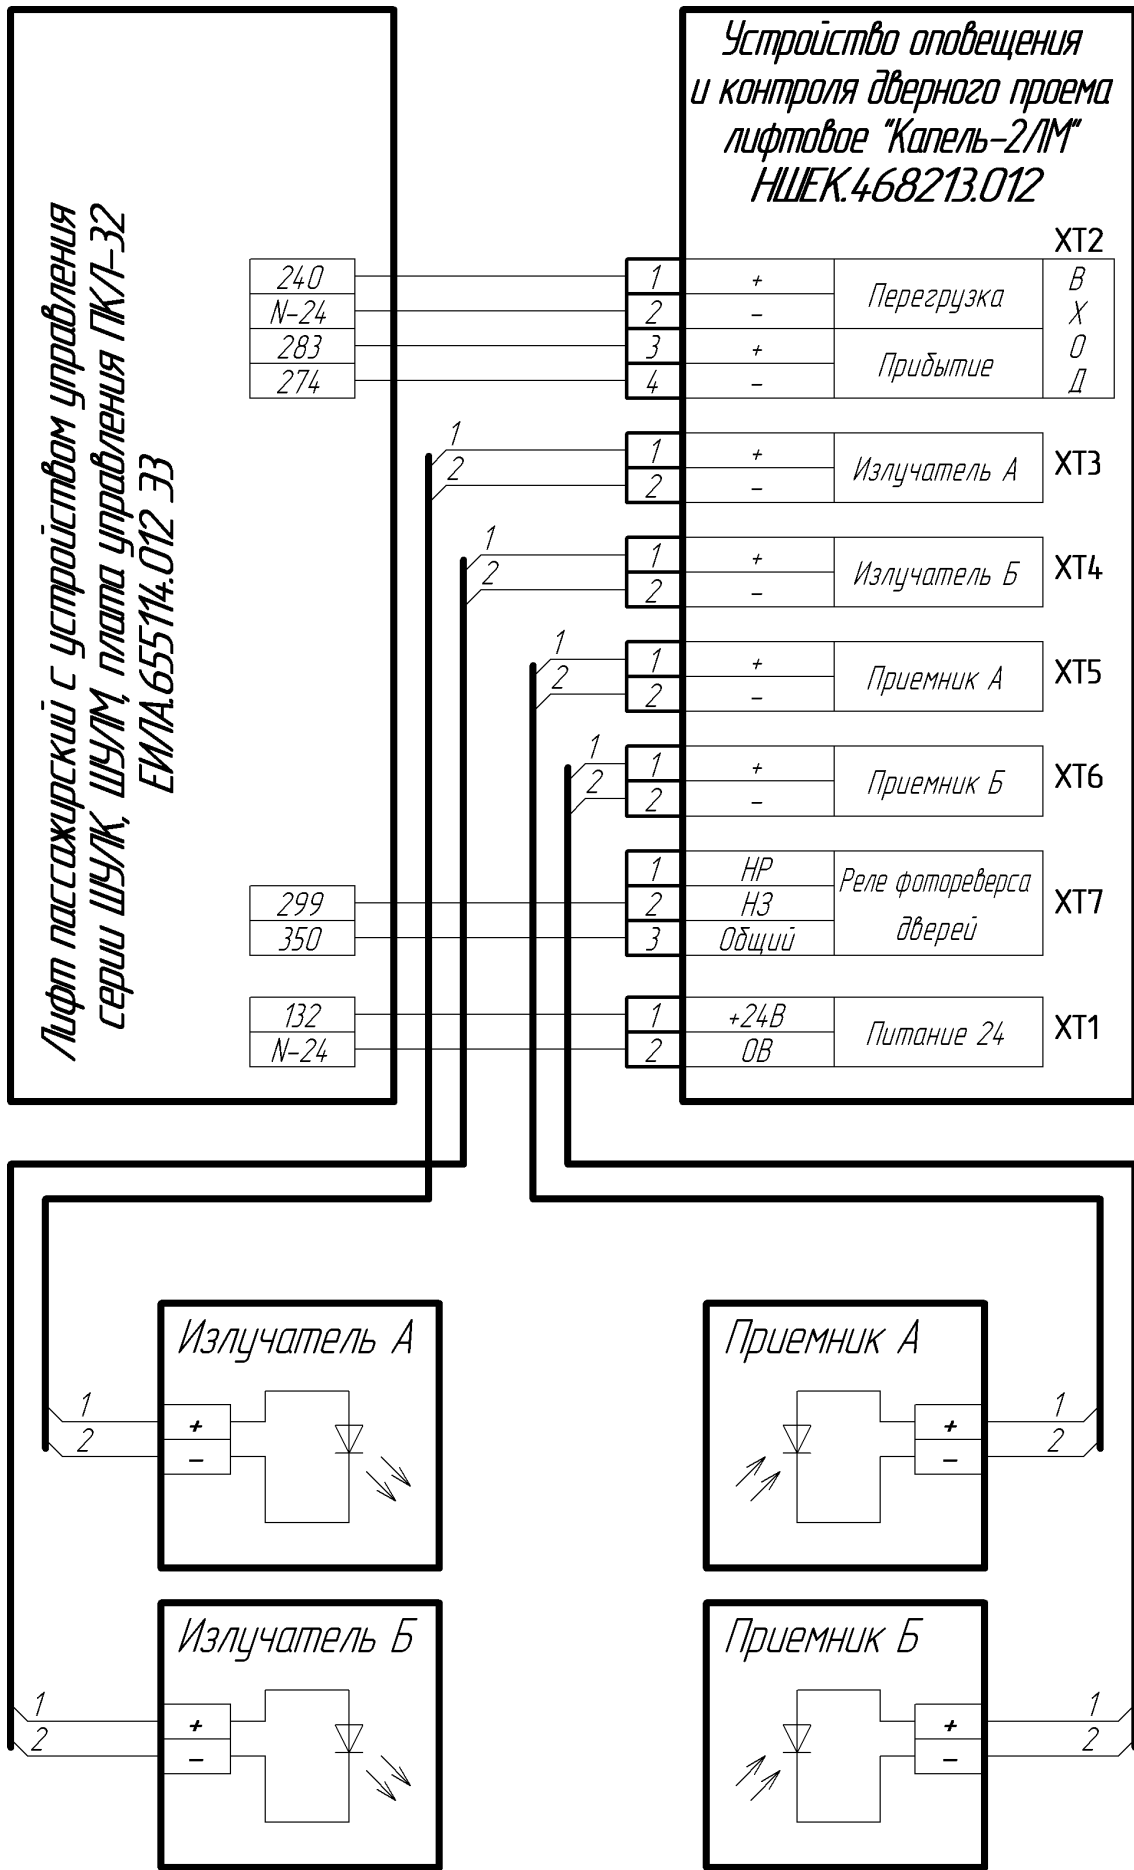 Лифт пассажирский с устройством управления
серии ШУЛК, ШУЛМ, плата управления ПКЛ-32
ЕИЛА.655114.012 ЭЗ
240
N-24
283
274
299
350
132
N-24
Устройство оповещения
и контроля дверного проема
лифтовое "Капель-2ЛМ"
НШЕК.468213.012
XT2
1 + Перегрузка В
2 - Х
3 + Прибытие О
4 - Д
1 1 + Излучатель А XT3
2 2 -
1 1 + Излучатель Б XT4
2 2 -
1 1 + Приемник А XT5
2 2 -
1 1 + Приемник Б XT6
2 2 -
1 НР Реле фотореверса XT7
2 НЗ дверей
3 Общий
1 +24В Питание 24 XT1
2 0В
Излучатель А
1 +
2 -
Приемник А
+ 1
- 2
Излучатель Б
1 +
2 -
Приемник Б
+ 1
- 2